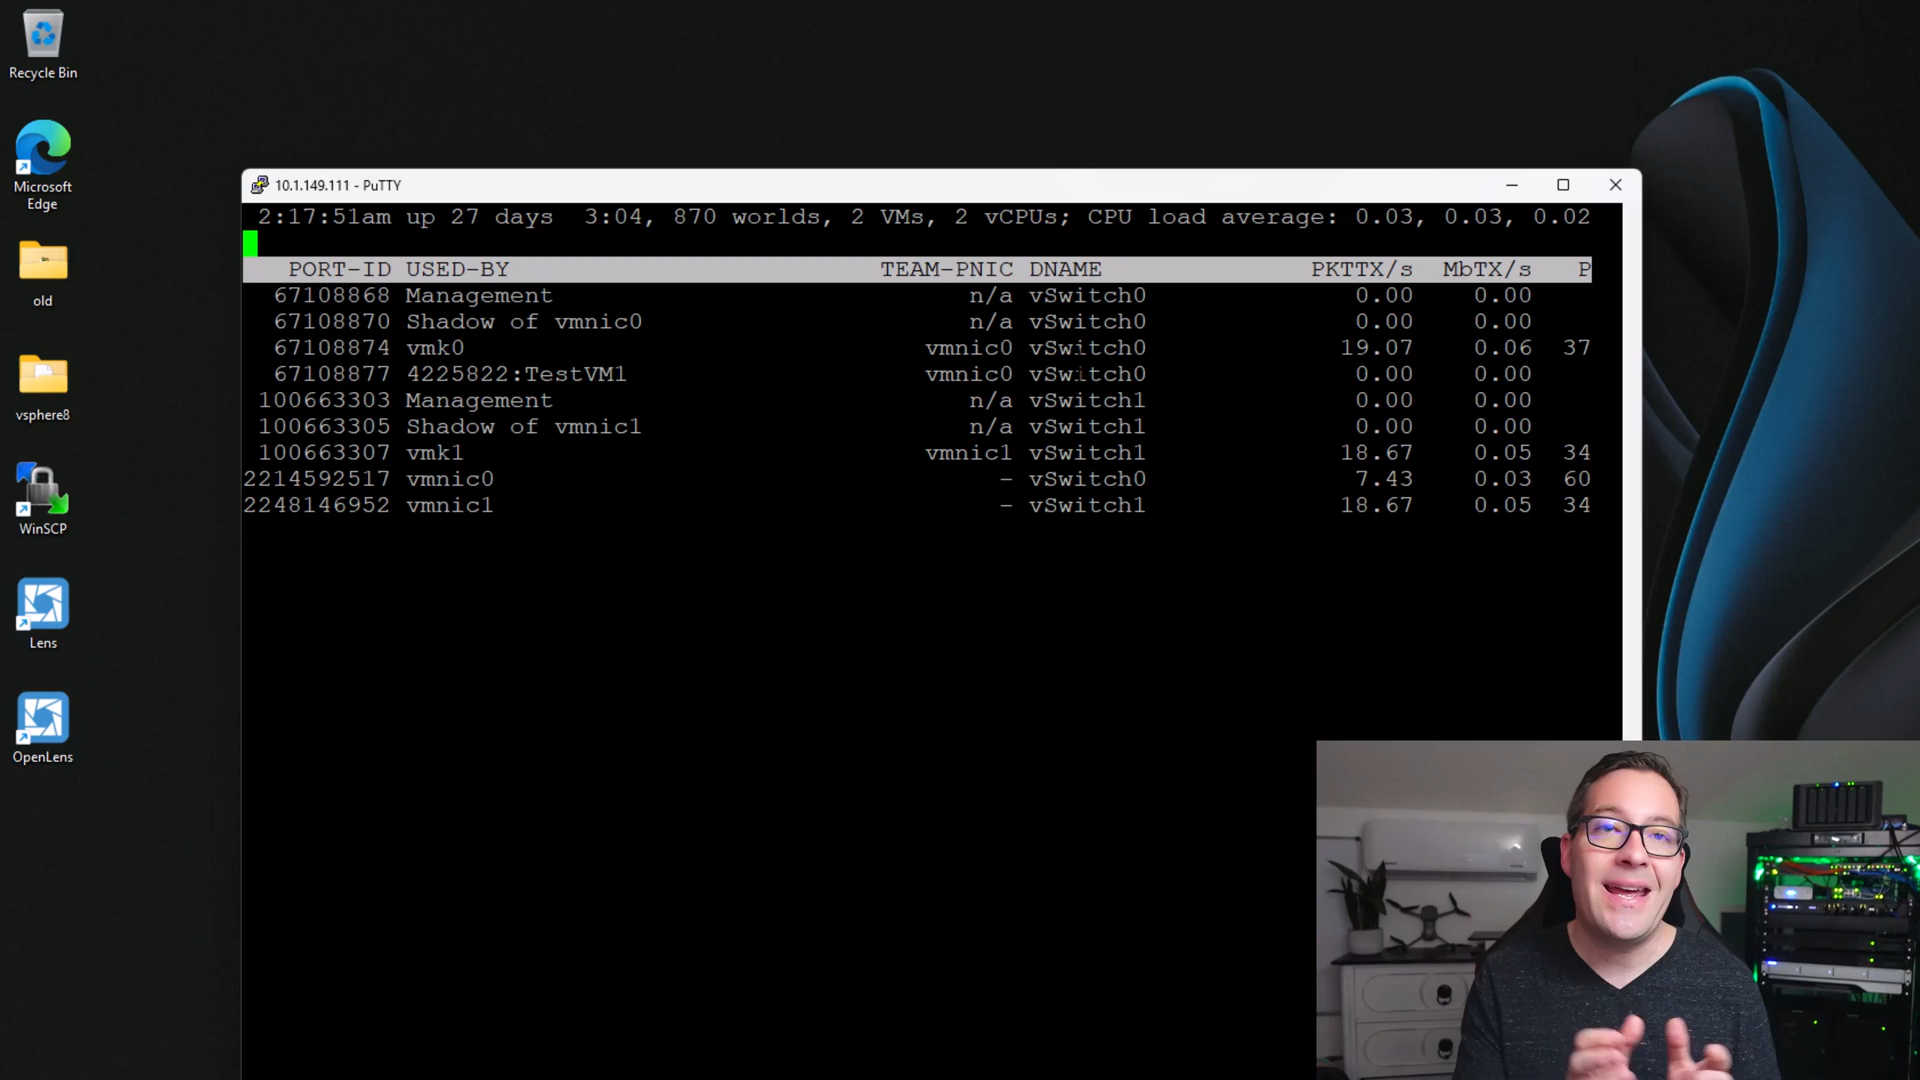 Recycle Bin
Microsoft
Edge
old
vsphere8
WinSCP
Lens
OpenLens
10.1.149.111 - PuTTY
2:17:51am up 27 days 3:04, 870 worlds, 2 VMs, 2 vCPUs; CPU load average: 0.03, 0.03, 0.02
PORT-ID USED-BY TEAM-PNIC DNAME PKTTX/s MbTX/s P
67108868 Management n/a vSwitch0 0.00 0.00
67108870 Shadow of vmnic0 n/a vSwitch0 0.00 0.00
67108874 vmk0 vmnic0 vSwitch0 19.07 0.06 37
67108877 4225822:TestVM1 vmnic0 vSwitch0 0.00 0.00
100663303 Management n/a vSwitch1 0.00 0.00
100663305 Shadow of vmnic1 n/a vSwitch1 0.00 0.00
100663307 vmk1 vmnic1 vSwitch1 18.67 0.05 34
2214592517 vmnic0 - vSwitch0 7.43 0.03 60
2248146952 vmnic1 - vSwitch1 18.67 0.05 34